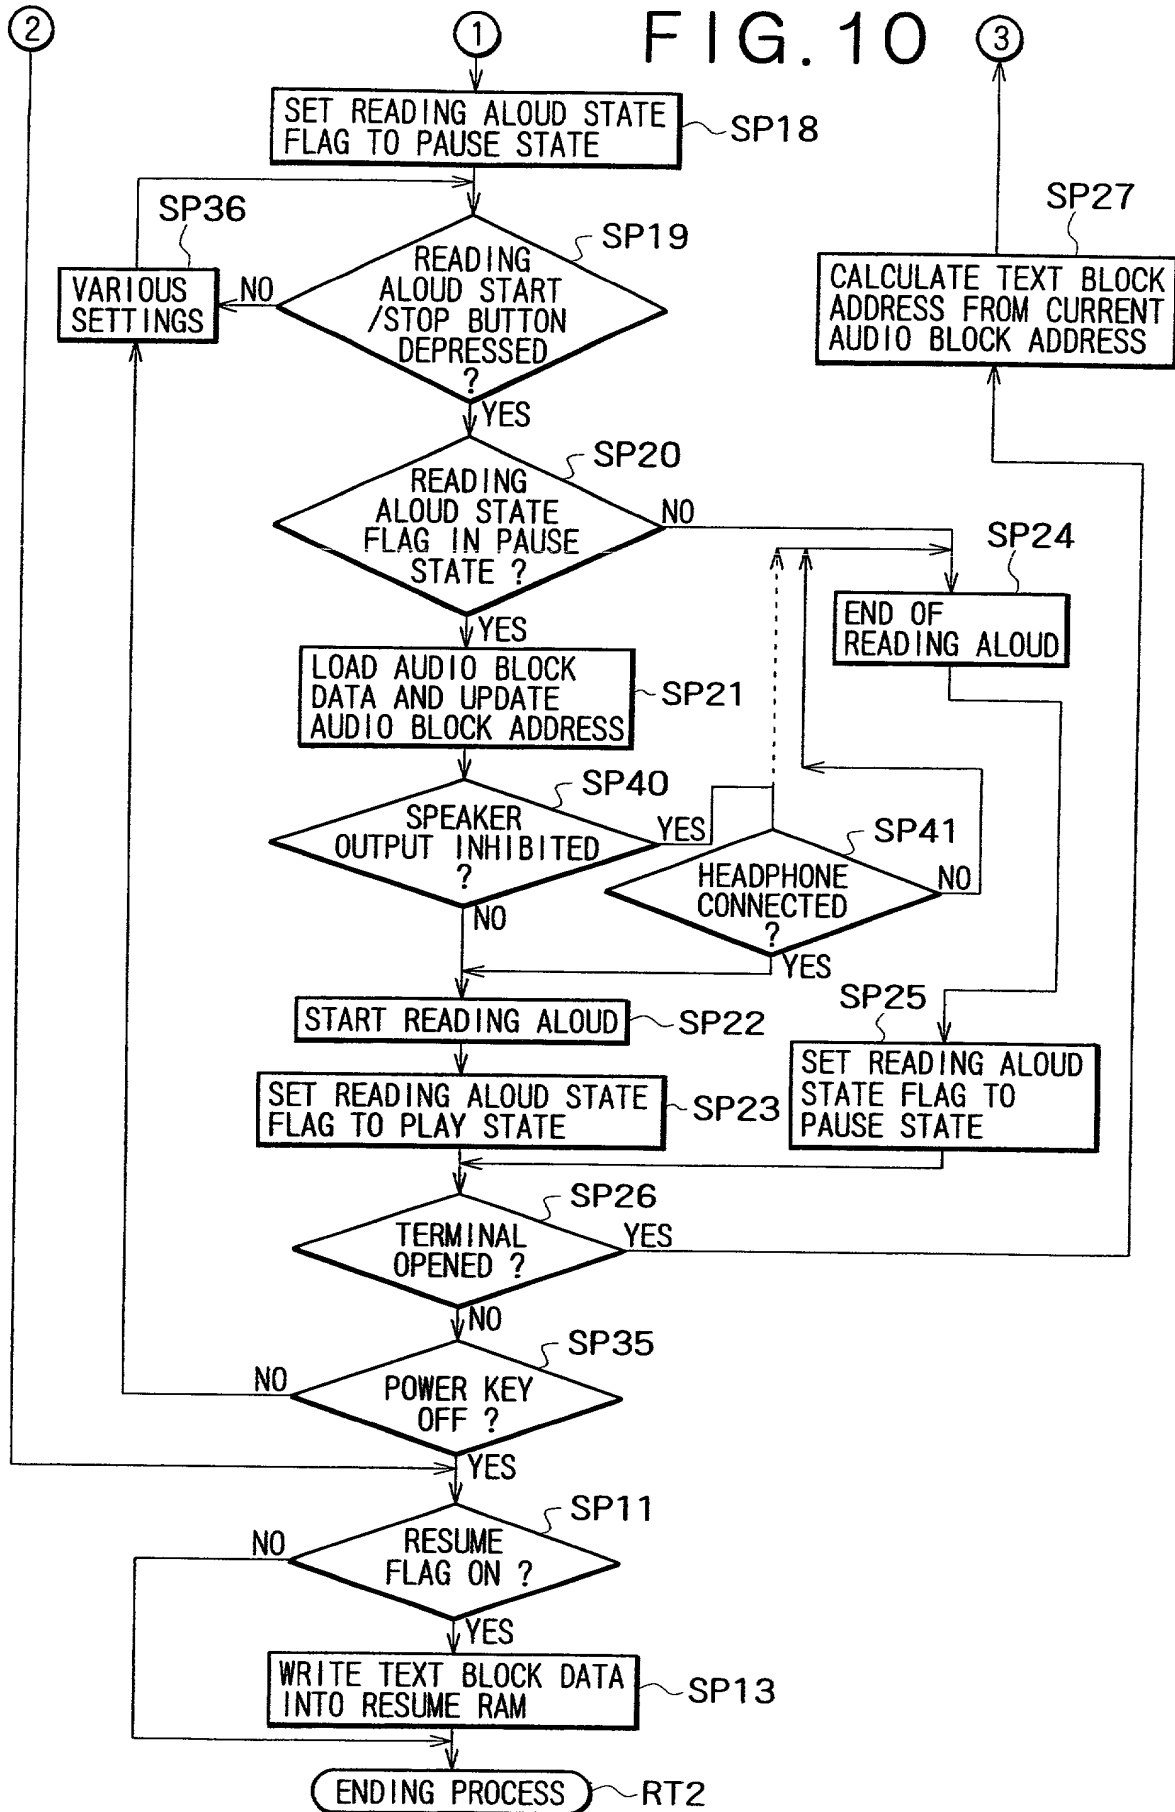 2
1
FIG.10
3
SET READING ALOUD STATE
FLAG TO PAUSE STATE
SP18
SP36
VARIOUS
SETTINGS
NO
SP19
READING
ALOUD START
/STOP BUTTON
DEPRESSED
?
YES
SP27
CALCULATE TEXT BLOCK
ADDRESS FROM CURRENT
AUDIO BLOCK ADDRESS
SP20
READING
ALOUD STATE
FLAG IN PAUSE
STATE ?
NO
YES
SP24
END OF
READING ALOUD
LOAD AUDIO BLOCK
DATA AND UPDATE
AUDIO BLOCK ADDRESS
SP21
SP40
SPEAKER
OUTPUT INHIBITED
?
YES
NO
SP41
HEADPHONE
CONNECTED
?
NO
YES
START READING ALOUD
SP22
SP25
SET READING ALOUD
STATE FLAG TO
PAUSE STATE
SET READING ALOUD STATE
FLAG TO PLAY STATE
SP23
SP26
TERMINAL
OPENED ?
YES
NO
SP35
POWER KEY
OFF ?
NO
YES
SP11
RESUME
FLAG ON ?
NO
YES
WRITE TEXT BLOCK DATA
INTO RESUME RAM
SP13
ENDING PROCESS
RT2